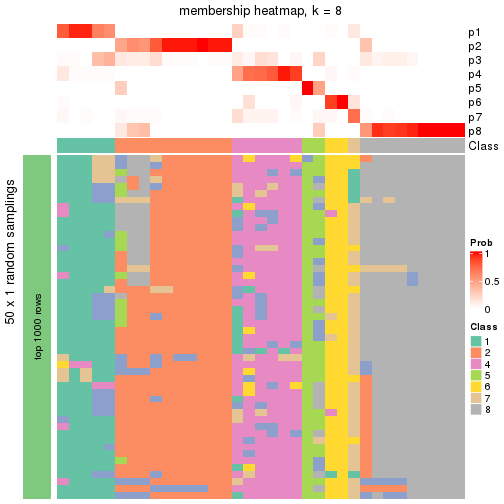 membership heatmap, k = 8
p1
p2
p3
p4
p5
p6
p7
p8
Class
50 x 1 random samplings
top 1000 rows
Prob
1
0.5
0
Class
1
2
4
5
6
7
8